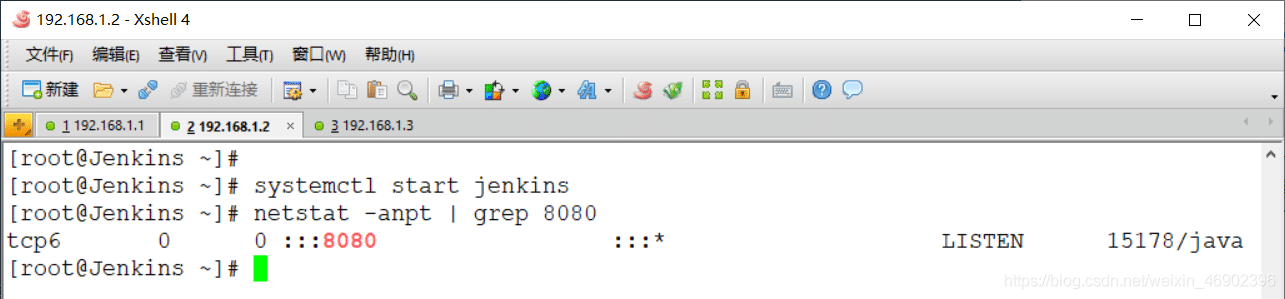 192.168.1.2 - Xshell 4
文件(F) 编辑(E) 查看(V) 工具(T) 窗口(W) 帮助(H)
新建 重新连接
1 192.168.1.1 2 192.168.1.2 3 192.168.1.3
[root@Jenkins ~]#
[root@Jenkins ~]# systemctl start jenkins
[root@Jenkins ~]# netstat -anpt | grep 8080
tcp6 0 0 :::8080 :::* LISTEN 15178/java
[root@Jenkins ~]#
https://blog.csdn.net/weixin_46902396